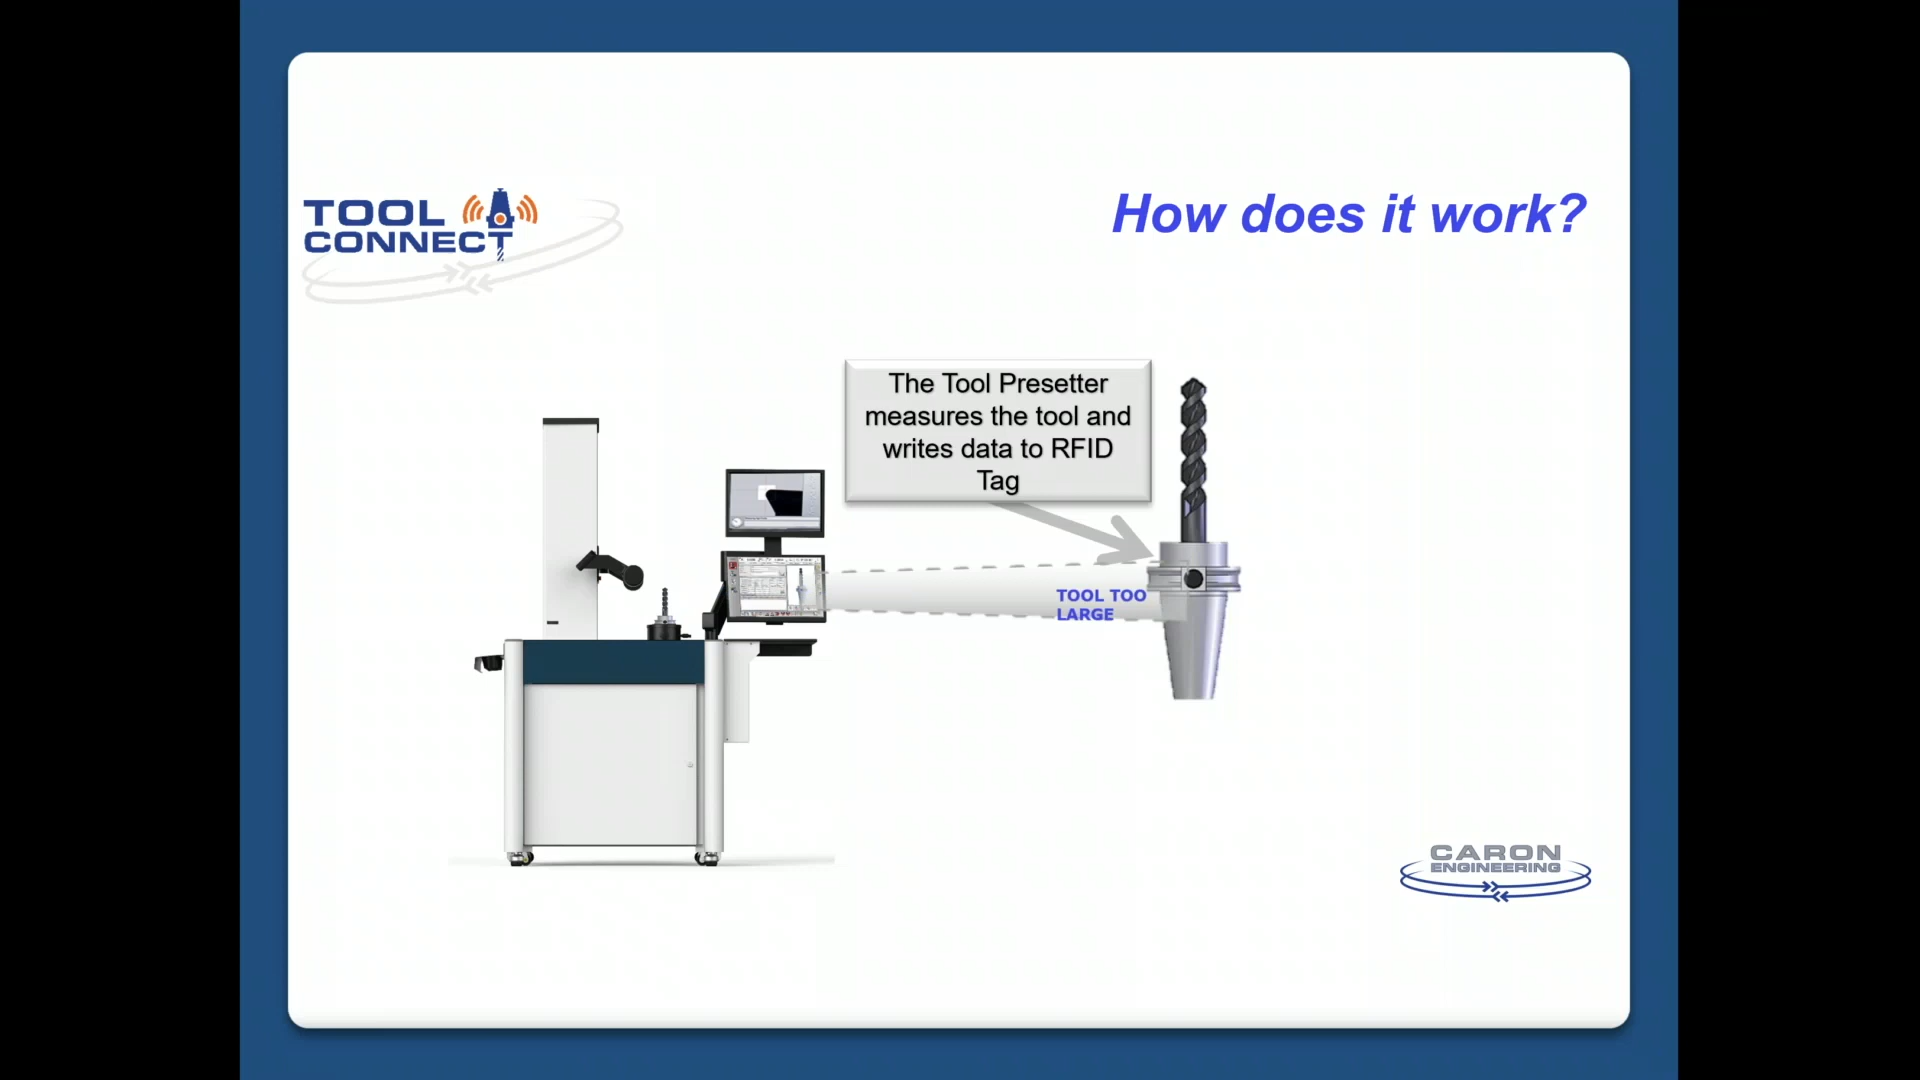 TOOL
CONNECT
How does it work?
The Tool Presetter
measures the tool and
writes data to RFID
Tag
TOOL TOO
LARGE
CARON
ENGINEERING